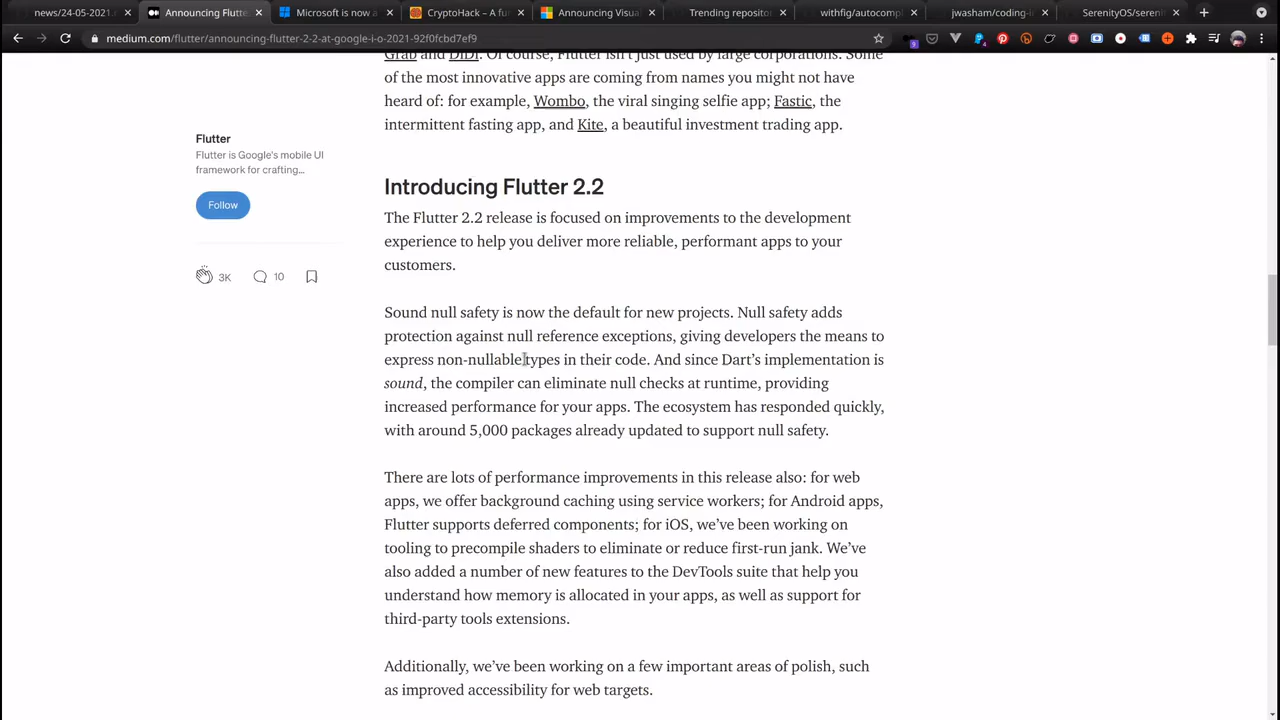 news/24-05-2021.
Announcing Flutte
Microsoft is now a
CryptoHack – A fu
Announcing Visua
Trending reposito
withfig/autocompl
jwasham/coding-i
SerenityOS/sereni
medium.com/flutter/announcing-flutter-2-2-at-google-i-o-2021-92f0fcbd7ef9
Grab and DiDi. Of course, Flutter isn't just used by large corporations. Some
of the most innovative apps are coming from names you might not have
heard of: for example, Wombo, the viral singing selfie app; Fastic, the
intermittent fasting app, and Kite, a beautiful investment trading app.
Flutter
Flutter is Google's mobile UI
framework for crafting...
Follow
3K
10
Introducing Flutter 2.2
The Flutter 2.2 release is focused on improvements to the development
experience to help you deliver more reliable, performant apps to your
customers.
Sound null safety is now the default for new projects. Null safety adds
protection against null reference exceptions, giving developers the means to
express non-nullable types in their code. And since Dart’s implementation is
sound, the compiler can eliminate null checks at runtime, providing
increased performance for your apps. The ecosystem has responded quickly,
with around 5,000 packages already updated to support null safety.
There are lots of performance improvements in this release also: for web
apps, we offer background caching using service workers; for Android apps,
Flutter supports deferred components; for iOS, we’ve been working on
tooling to precompile shaders to eliminate or reduce first-run jank. We’ve
also added a number of new features to the DevTools suite that help you
understand how memory is allocated in your apps, as well as support for
third-party tools extensions.
Additionally, we’ve been working on a few important areas of polish, such
as improved accessibility for web targets.